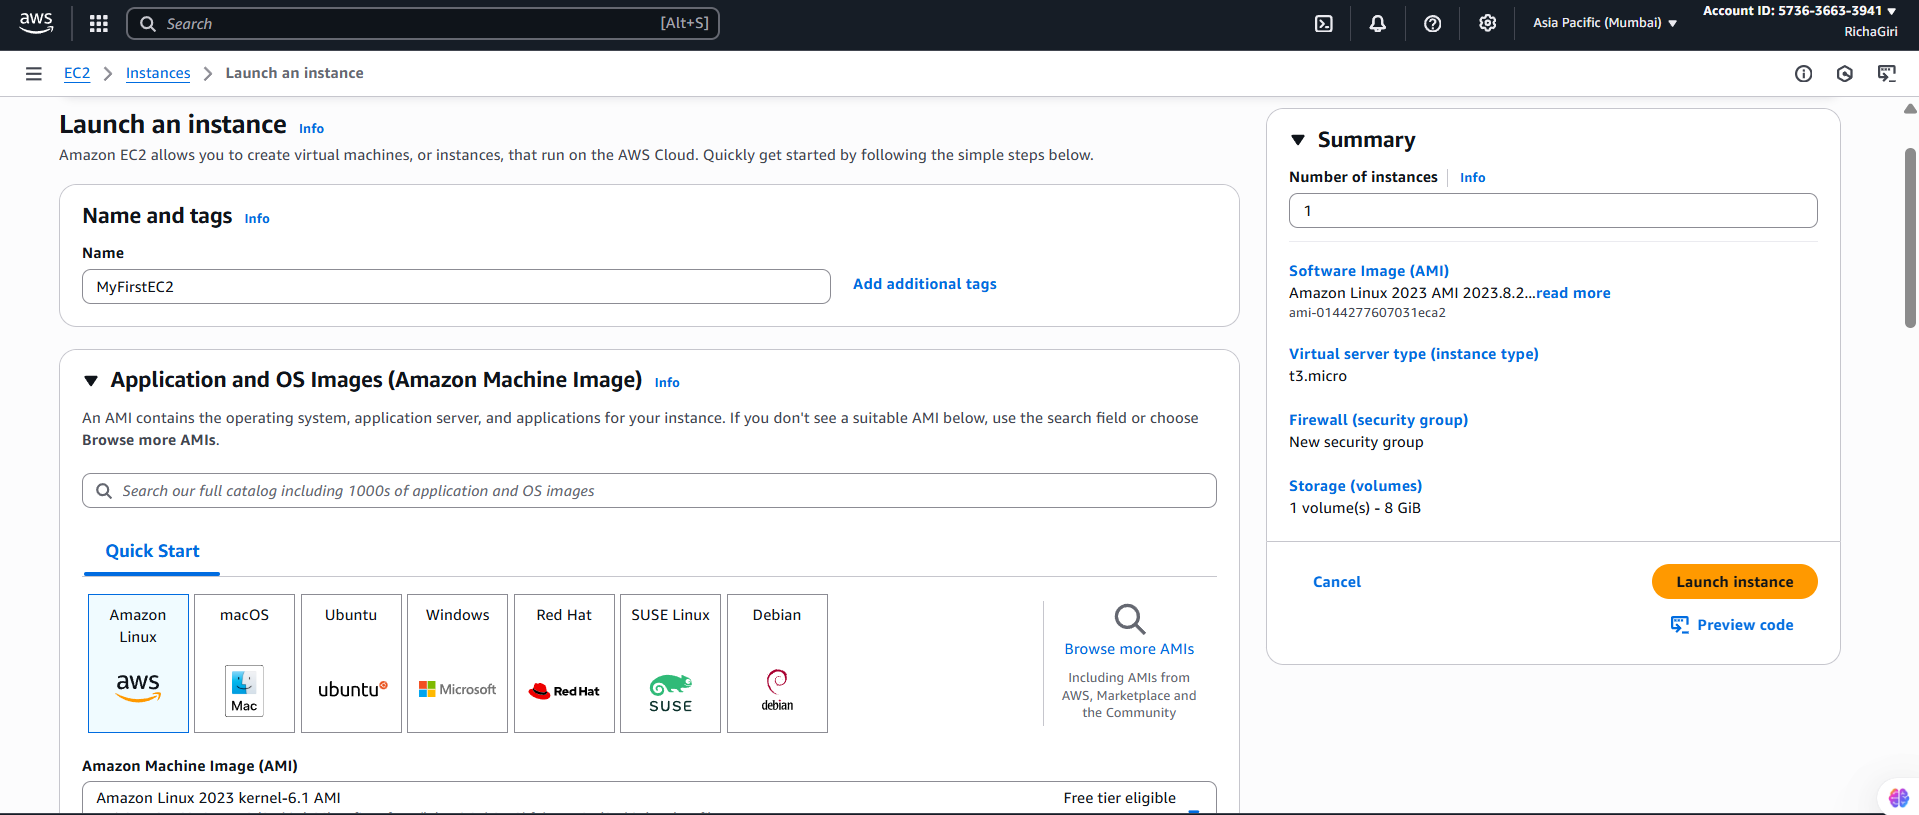 aws
Search [Alt+S]
Asia Pacific (Mumbai)
Account ID: 5736-3663-3941
RichaGiri
EC2 Instances Launch an instance
Launch an instance Info
Amazon EC2 allows you to create virtual machines, or instances, that run on the AWS Cloud. Quickly get started by following the simple steps below.
Name and tags Info
Name
MyFirstEC2
Add additional tags
Application and OS Images (Amazon Machine Image) Info
An AMI contains the operating system, application server, and applications for your instance. If you don't see a suitable AMI below, use the search field or choose
Browse more AMIs.
Search our full catalog including 1000s of application and OS images
Quick Start
Amazon
Linux
aws
macOS
Mac
Ubuntu
ubuntu
Windows
Microsoft
Red Hat
Red Hat
SUSE Linux
SUSE
Debian
debian
Browse more AMIs
Including AMIs from
AWS, Marketplace and
the Community
Amazon Machine Image (AMI)
Amazon Linux 2023 kernel-6.1 AMI
Free tier eligible
Summary
Number of instances Info
1
Software Image (AMI)
Amazon Linux 2023 AMI 2023.8.2...read more
ami-0144277607031eca2
Virtual server type (instance type)
t3.micro
Firewall (security group)
New security group
Storage (volumes)
1 volume(s) - 8 GiB
Cancel
Launch instance
Preview code